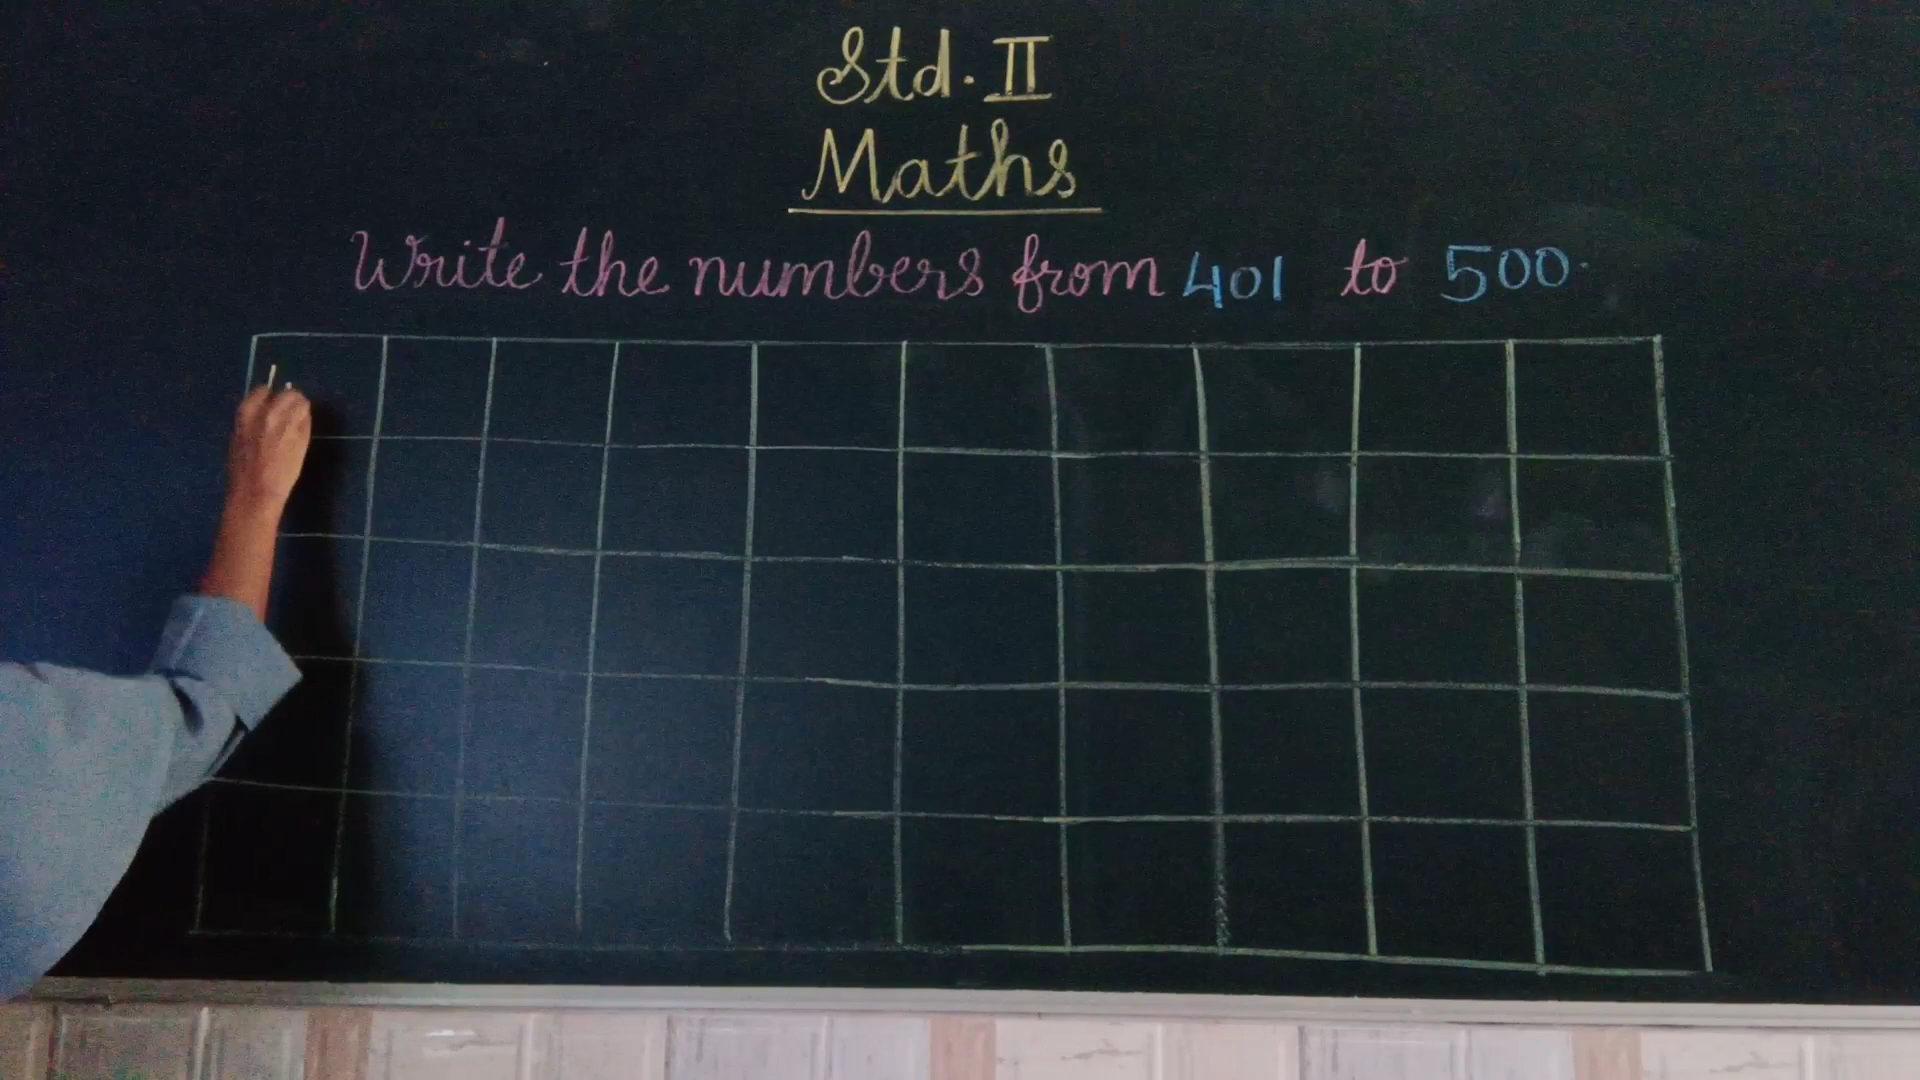 Std. II
Maths
Write the numbers from 401 to 500.